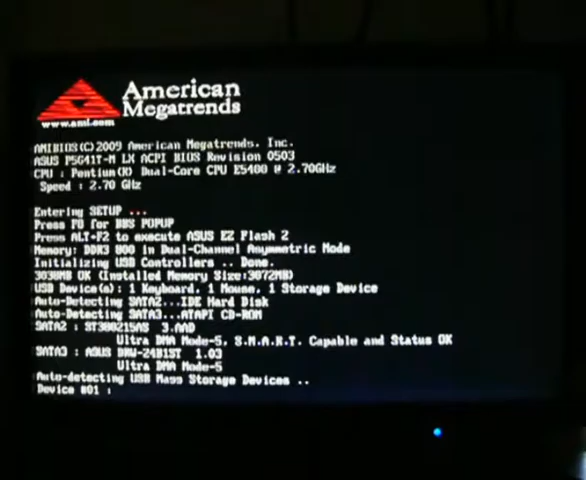 American
Megatrends
www.ami.com
AMIBIOS(C)2009 American Megatrends, Inc.
ASUS P5G41T-M LX ACPI BIOS Revision 0503
CPU : Pentium(R) Dual-Core CPU E5400 @ 2.70GHz
Speed : 2.70 GHz
Entering SETUP ...
Press F8 for BBS POPUP
Press ALT+F2 to execute ASUS EZ Flash 2
Memory: DDR3 800 in Dual-Channel Asymmetric Mode
Initializing USB Controllers .. Done.
3038MB OK (Installed Memory Size:3072MB)
USB Device(s): 1 Keyboard, 1 Mouse, 1 Storage Device
Auto-Detecting SATA2...IDE Hard Disk
Auto-Detecting SATA3...ATAPI CD-ROM
SATA2 : ST380215AS 3.AAD
Ultra DMA Mode-5, S.M.A.R.T. Capable and Status OK
SATA3 : ASUS DRW-24B1ST 1.03
Ultra DMA Mode-5
Auto-detecting USB Mass Storage Devices ..
Device #01 :